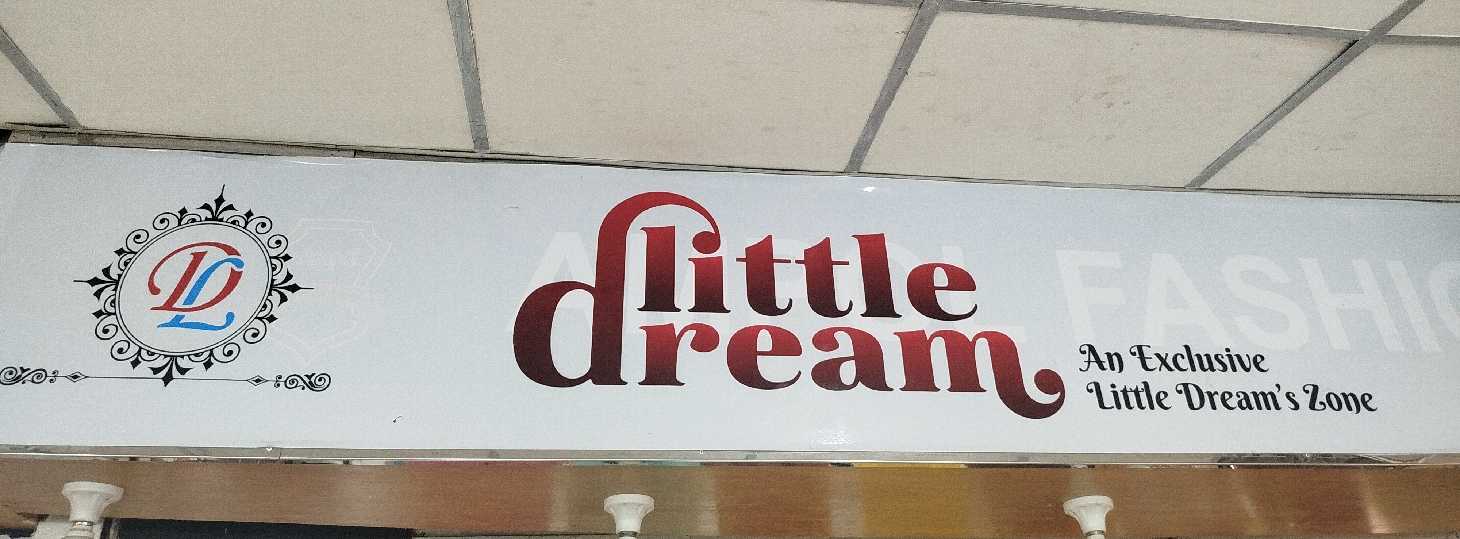 DL
little
dream
An Exclusive
Little Dream's Zone
FASHIO